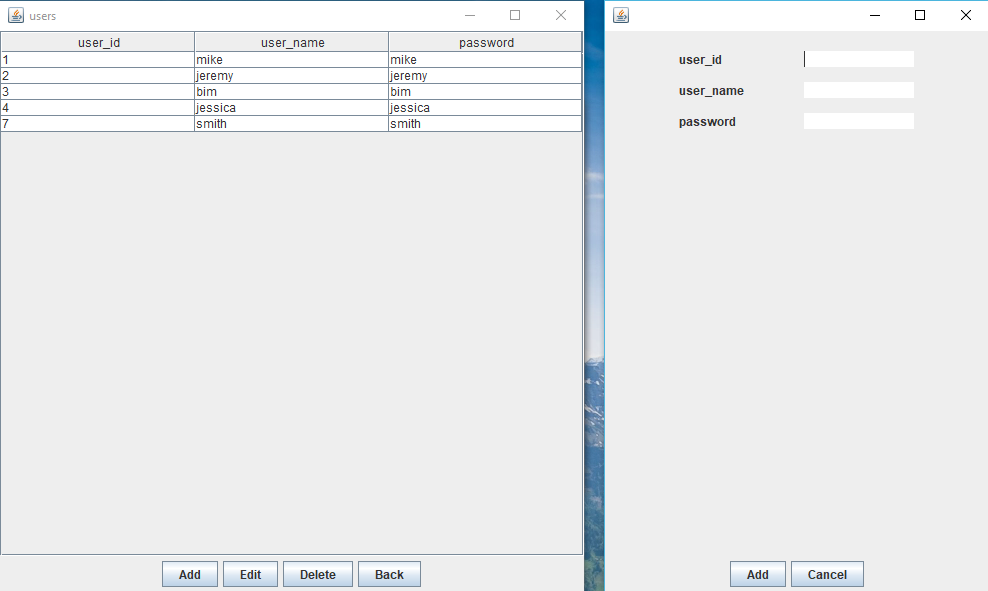 users
user_id user_name password
1 mike mike
2 jeremy jeremy
3 bim bim
4 jessica jessica
7 smith smith
Add Edit Delete Back
user_id
user_name
password
Add Cancel